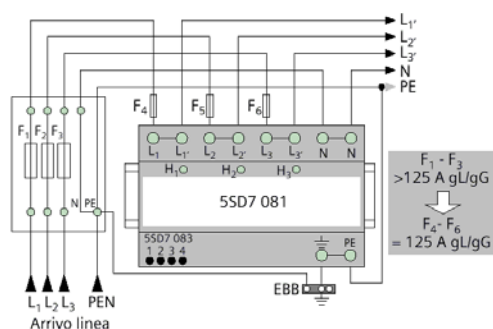 L1'
L2'
L3'
N
PE
F4 F5 F6
F1 F2 F3
L1 L1' L2 L2' L3 L3' N N
H1 H2 H3
5SD7 081
N PE
5SD7 083
1 2 3 4
PE
EBB
L1 L2 L3 PEN
Arrivo linea
F1 - F3
>125 A gL/gG
F4 - F6
= 125 A gL/gG